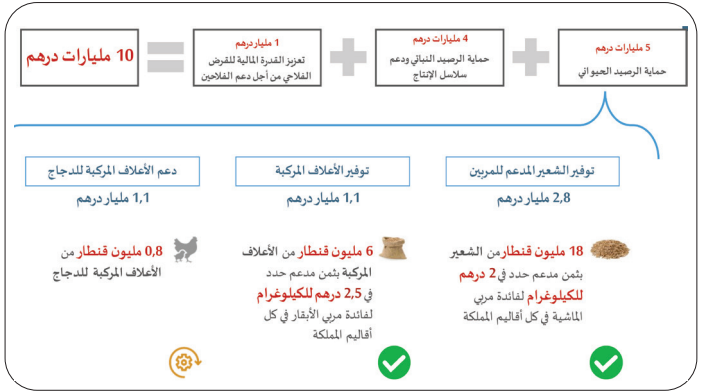 5 مليارات درهم
حماية الرصيد الحيواني
4 مليارات درهم
حماية الرصيد النباتي ودعم
سلاسل الإنتاج
1 مليار درهم
تعزيز القدرة المالية للقرض
الفلاحي من أجل دعم الفلاحين
10 مليارات درهم
توفير الشعير المدعم للمربين
2,8 مليار درهم
18 مليون قنطار من الشعير
بثمن مدعم حدد في 2 درهم
للكيلوغرام لفائدة مربي
الماشية في كل أقاليم المملكة
توفير الأعلاف المركبة
1,1 مليار درهم
6 مليون قنطار من الأعلاف
المركبة بثمن مدعم حدد
في 2,5 درهم للكيلوغرام
لفائدة مربي الأبقار في كل
أقاليم المملكة
دعم الأعلاف المركبة للدجاج
1,1 مليار درهم
0,8 مليون قنطار من
الأعلاف المركبة للدجاج